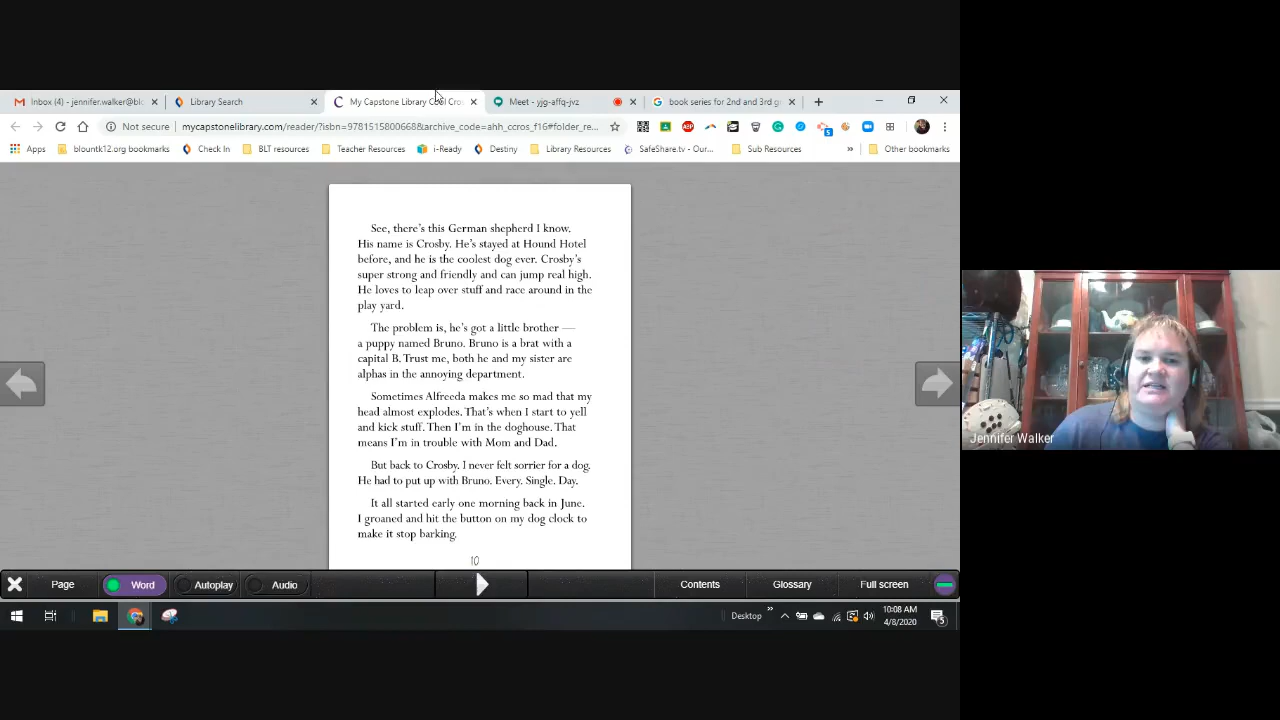 Inbox (4) - jennifer.walker@bl
Library Search
My Capstone Library Cool Cro
Meet - yjg-affq-jvz
book series for 2nd and 3rd g
Not secure
mycapstonelibrary.com/reader/?isbn=9781515800668&archive_code=ahh_ccros_f16#folder_re...
Apps
blountk12.org bookmarks
Check In
BLT resources
Teacher Resources
i-Ready
Destiny
Library Resources
SafeShare.tv - Our...
Sub Resources
»
Other bookmarks
See, there's this German shepherd I know.
His name is Crosby. He's stayed at Hound Hotel
before, and he is the coolest dog ever. Crosby's
super strong and friendly and can jump real high.
He loves to leap over stuff and race around in the
play yard.
The problem is, he's got a little brother —
a puppy named Bruno. Bruno is a brat with a
capital B. Trust me, both he and my sister are
alphas in the annoying department.
Sometimes Alfreeda makes me so mad that my
head almost explodes. That's when I start to yell
and kick stuff. Then I'm in the doghouse. That
means I'm in trouble with Mom and Dad.
But back to Crosby. I never felt sorrier for a dog.
He had to put up with Bruno. Every. Single. Day.
It all started early one morning back in June.
I groaned and hit the button on my dog clock to
make it stop barking.
10
Page
Word
Autoplay
Audio
Contents
Glossary
Full screen
Desktop
»
10:08 AM
4/8/2020
5
Jennifer Walker